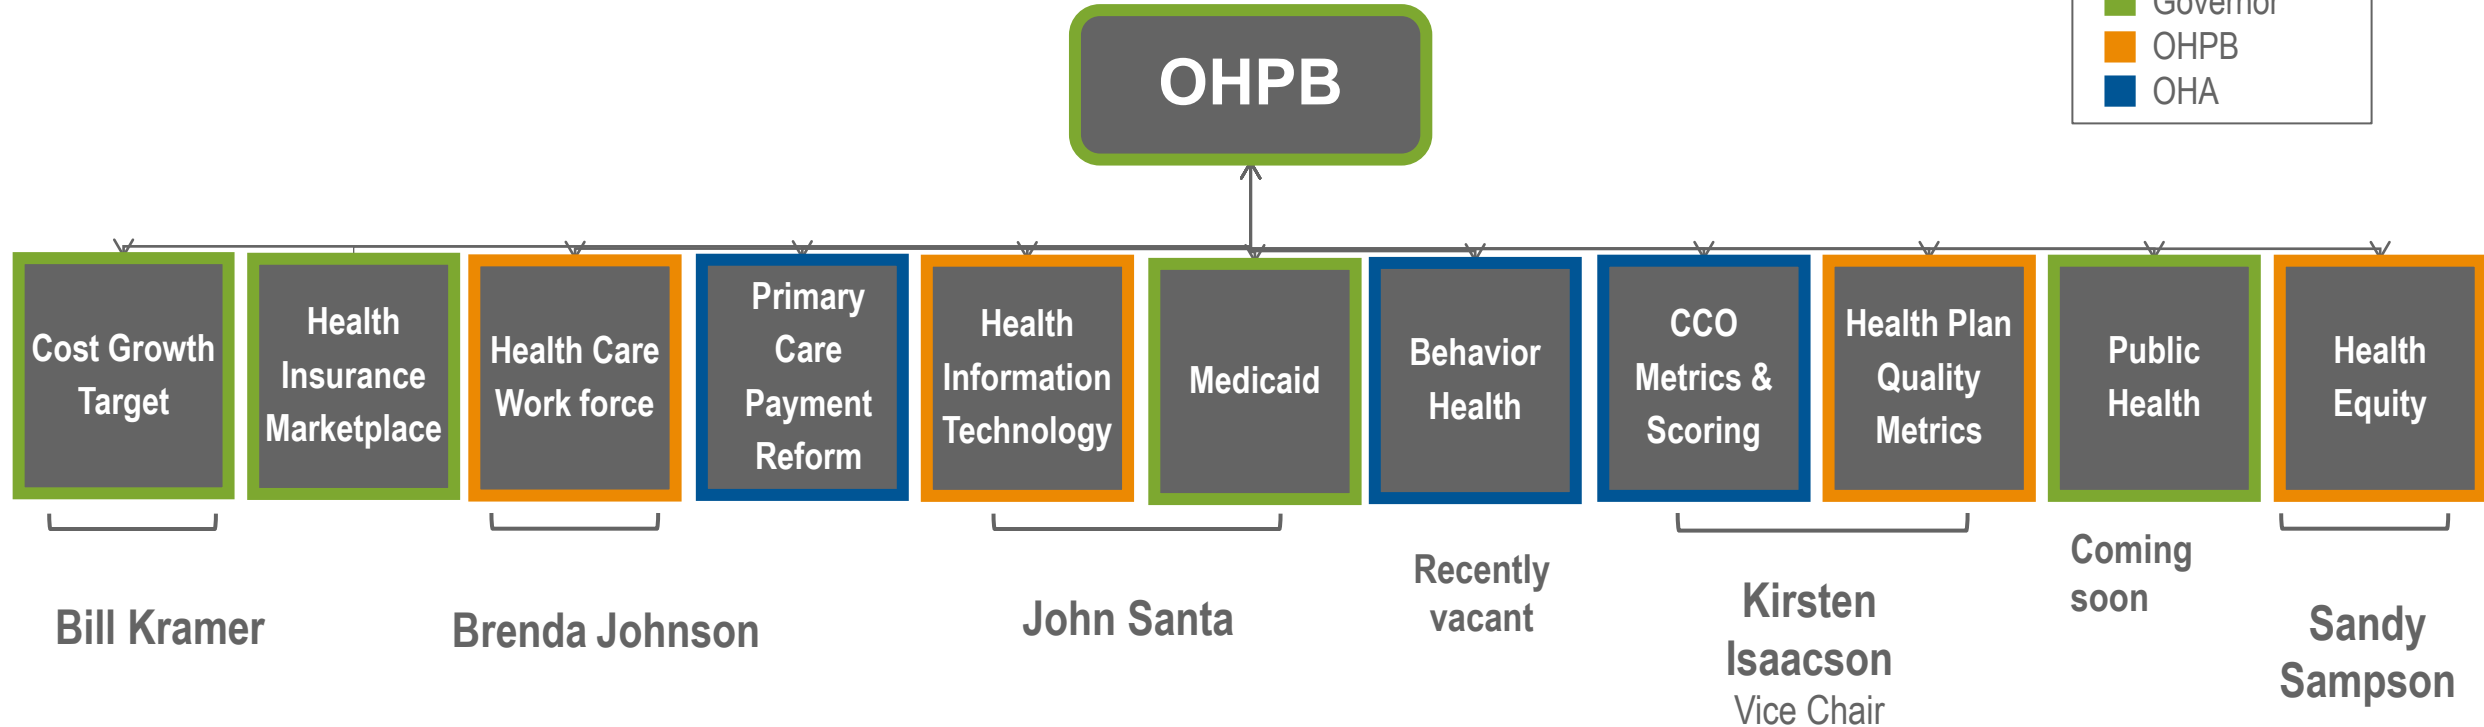 Governor
OHPB
OHA
OHPB
Cost Growth
Target
Health
Insurance
Marketplace
Health Care
Work force
Primary
Care
Payment
Reform
Health
Information
Technology
Medicaid
Behavior
Health
CCO
Metrics &
Scoring
Health Plan
Quality
Metrics
Public
Health
Health
Equity
Bill Kramer
Brenda Johnson
John Santa
Recently
vacant
Kirsten
Isaacson
Vice Chair
Coming
soon
Sandy
Sampson